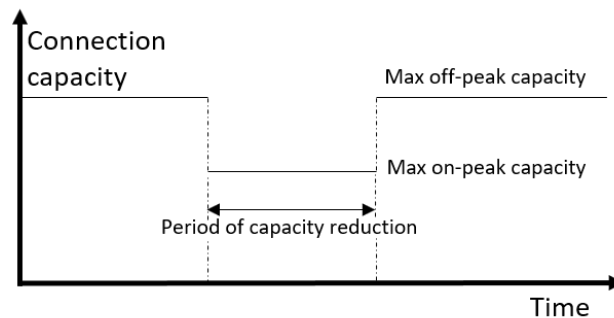 Connection
capacity
Max off-peak capacity
Max on-peak capacity
Period of capacity reduction
Time